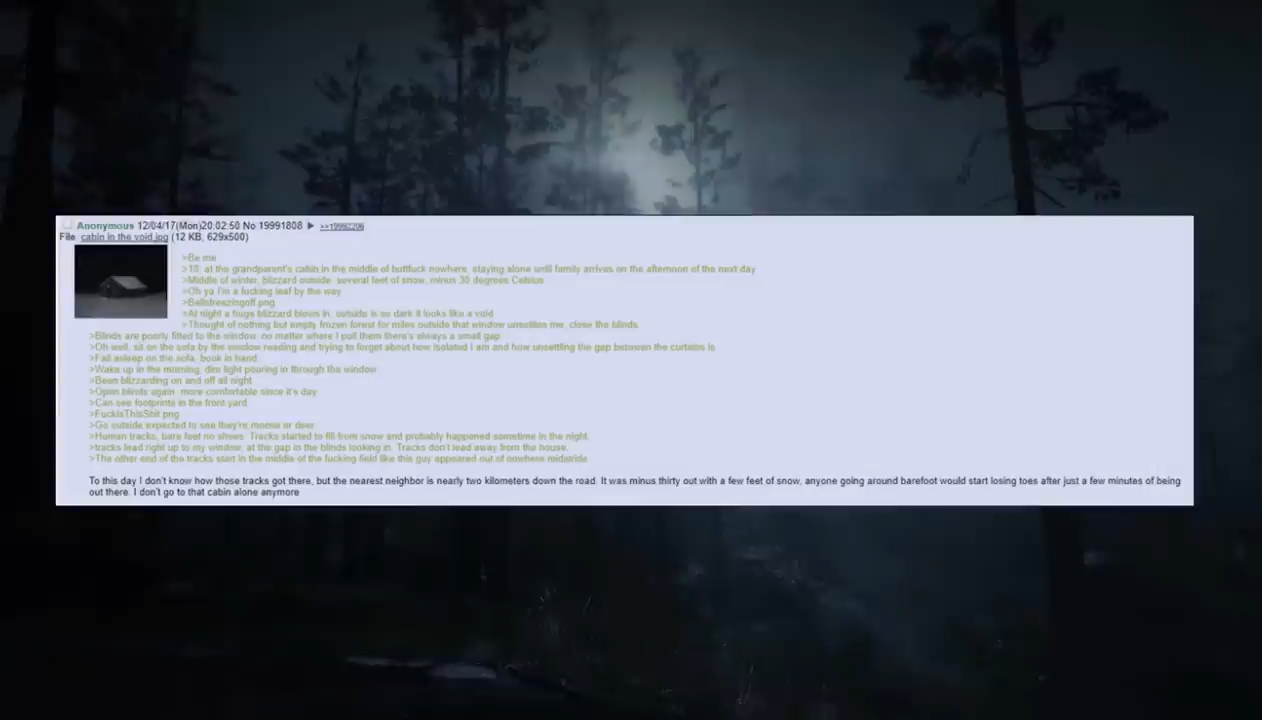 Anonymous 12/04/17(Mon)20:02:50 No 19991808 ▶ >>19992206
File: cabin in the void.jpg (12 KB, 629x500)
>Be me
>18, at the grandparent's cabin in the middle of buttfuck nowhere, staying alone until family arrives on the afternoon of the next day
>Middle of winter, blizzard outside, several feet of snow, minus 30 degrees Celsius
>Oh ya I'm a fucking leaf by the way
>Ballsfreezingoff.png
>At night a huge blizzard blows in, outside is so dark it looks like a void
>Thought of nothing but empty frozen forest for miles outside that window unsettles me, close the blinds.
>Blinds are poorly fitted to the window, no matter where I pull them there's always a small gap
>Oh well, sit on the sofa by the window reading and trying to forget about how isolated I am and how unsettling the gap between the curtains is
>Fall asleep on the sofa, book in hand
>Wake up in the morning, dim light pouring in through the window
>Been blizzarding on and off all night
>Open blinds again, more comfortable since it's day
>Can see footprints in the front yard
>FuckIsThisShit.png
>Go outside expected to see they're moose or deer
>Human tracks, bare feet no shoes. Tracks started to fill from snow and probably happened sometime in the night
>tracks lead right up to my window, at the gap in the blinds looking in. Tracks don't lead away from the house.
>The other end of the tracks start in the middle of the fucking field like this guy appeared out of nowhere midstride
To this day I don't know how those tracks got there, but the nearest neighbor is nearly two kilometers down the road. It was minus thirty out with a few feet of snow, anyone going around barefoot would start losing toes after just a few minutes of being
out there. I don't go to that cabin alone anymore